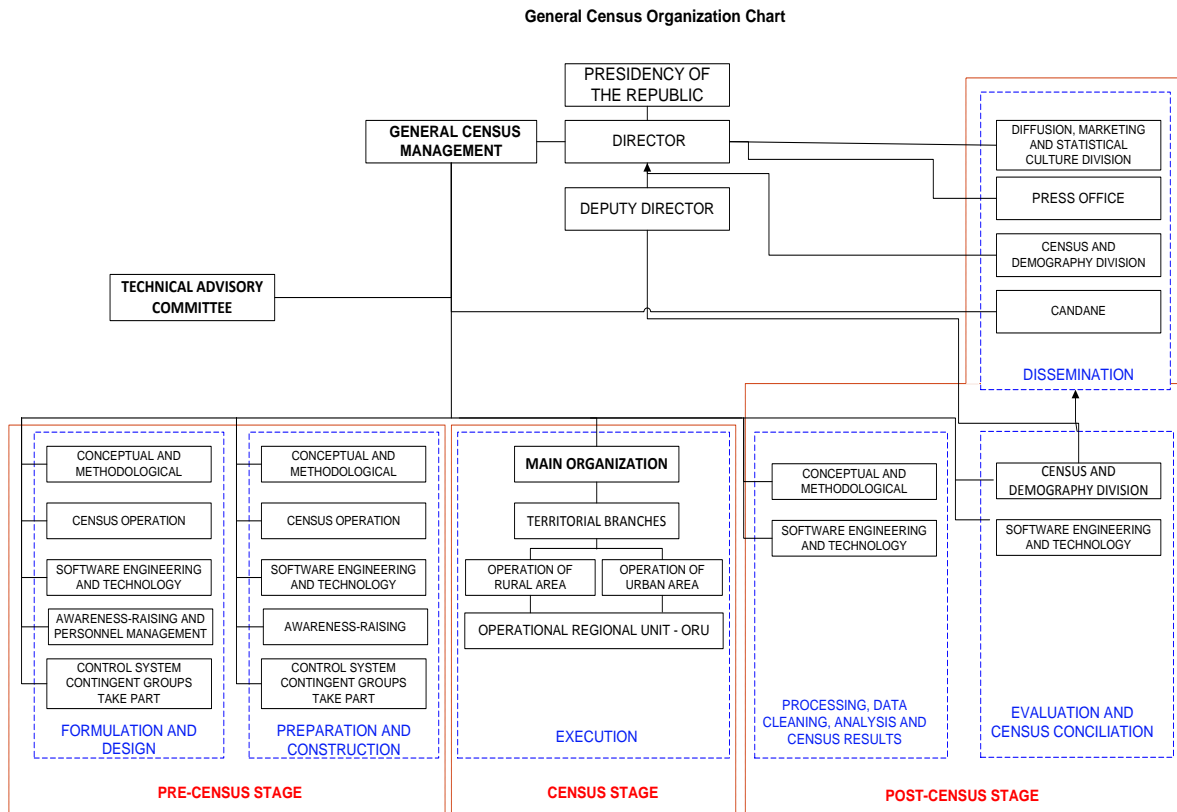 General Census Organization Chart
PRESIDENCY OF
THE REPUBLIC
GENERAL CENSUS
MANAGEMENT
DIRECTOR
DEPUTY DIRECTOR
TECHNICAL ADVISORY
COMMITTEE
DIFFUSION, MARKETING
AND STATISTICAL
CULTURE DIVISION
PRESS OFFICE
CENSUS AND
DEMOGRAPHY DIVISION
CANDANE
DISSEMINATION
CONCEPTUAL AND
METHODOLOGICAL
CENSUS OPERATION
SOFTWARE ENGINEERING
AND TECHNOLOGY
AWARENESS-RAISING AND
PERSONNEL MANAGEMENT
CONTROL SYSTEM
CONTINGENT GROUPS
TAKE PART
FORMULATION AND
DESIGN
CONCEPTUAL AND
METHODOLOGICAL
CENSUS OPERATION
SOFTWARE ENGINEERING
AND TECHNOLOGY
AWARENESS-RAISING
CONTROL SYSTEM
CONTINGENT GROUPS
TAKE PART
PREPARATION AND
CONSTRUCTION
PRE-CENSUS STAGE
MAIN ORGANIZATION
TERRITORIAL BRANCHES
OPERATION OF
RURAL AREA
OPERATION OF
URBAN AREA
OPERATIONAL REGIONAL UNIT - ORU
EXECUTION
CENSUS STAGE
CONCEPTUAL AND
METHODOLOGICAL
SOFTWARE ENGINEERING
AND TECHNOLOGY
PROCESSING, DATA
CLEANING, ANALYSIS AND
CENSUS RESULTS
CENSUS AND
DEMOGRAPHY DIVISION
SOFTWARE ENGINEERING
AND TECHNOLOGY
EVALUATION AND
CENSUS CONCILIATION
POST-CENSUS STAGE